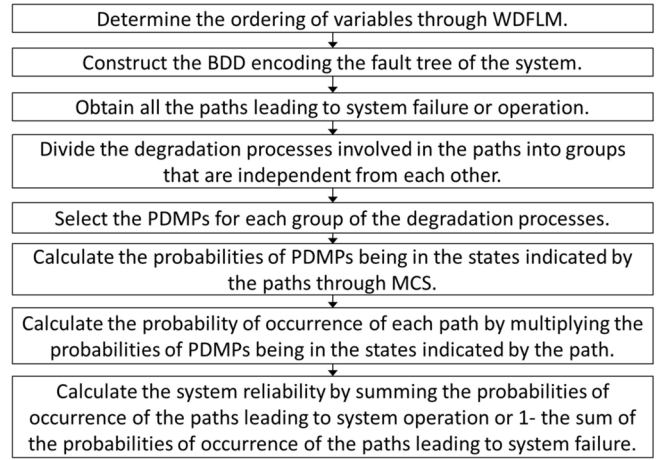 Determine the ordering of variables through WDFLM.
Construct the BDD encoding the fault tree of the system.
Obtain all the paths leading to system failure or operation.
Divide the degradation processes involved in the paths into groups
that are independent from each other.
Select the PDMPs for each group of the degradation processes.
Calculate the probabilities of PDMPs being in the states indicated by
the paths through MCS.
Calculate the probability of occurrence of each path by multiplying the
probabilities of PDMPs being in the states indicated by the path.
Calculate the system reliability by summing the probabilities of
occurrence of the paths leading to system operation or 1- the sum of
the probabilities of occurrence of the paths leading to system failure.